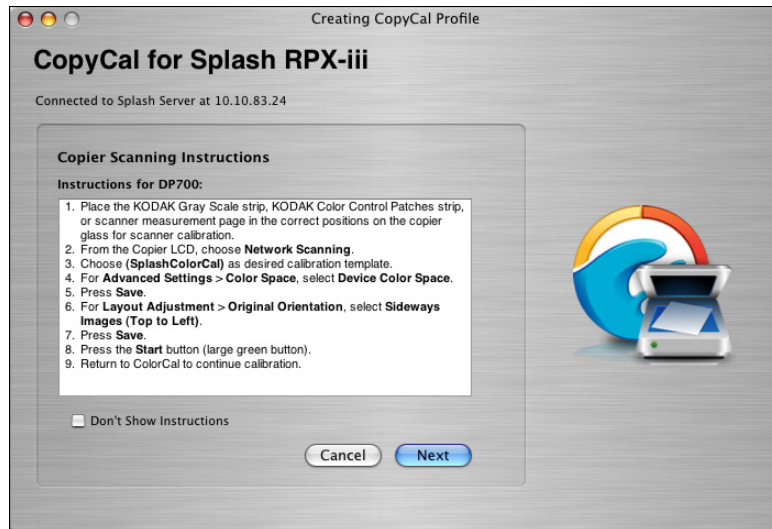 Creating CopyCal Profile
CopyCal for Splash RPX-iii
Connected to Splash Server at 10.10.83.24
Copier Scanning Instructions
Instructions for DP700:
1. Place the KODAK Gray Scale strip, KODAK Color Control Patches strip,
or scanner measurement page in the correct positions on the copier
glass for scanner calibration.
2. From the Copier LCD, choose Network Scanning.
3. Choose (SplashColorCal) as desired calibration template.
4. For Advanced Settings > Color Space, select Device Color Space.
5. Press Save.
6. For Layout Adjustment > Original Orientation, select Sideways
Images (Top to Left).
7. Press Save.
8. Press the Start button (large green button).
9. Return to ColorCal to continue calibration.
Don't Show Instructions
Cancel
Next